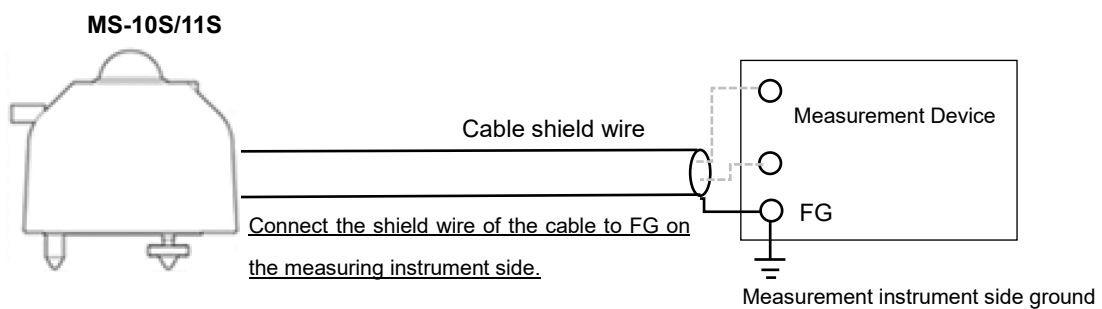 MS-10S/11S
Cable shield wire
Measurement Device
Connect the shield wire of the cable to FG on
the measuring instrument side.
FG
Measurement instrument side ground